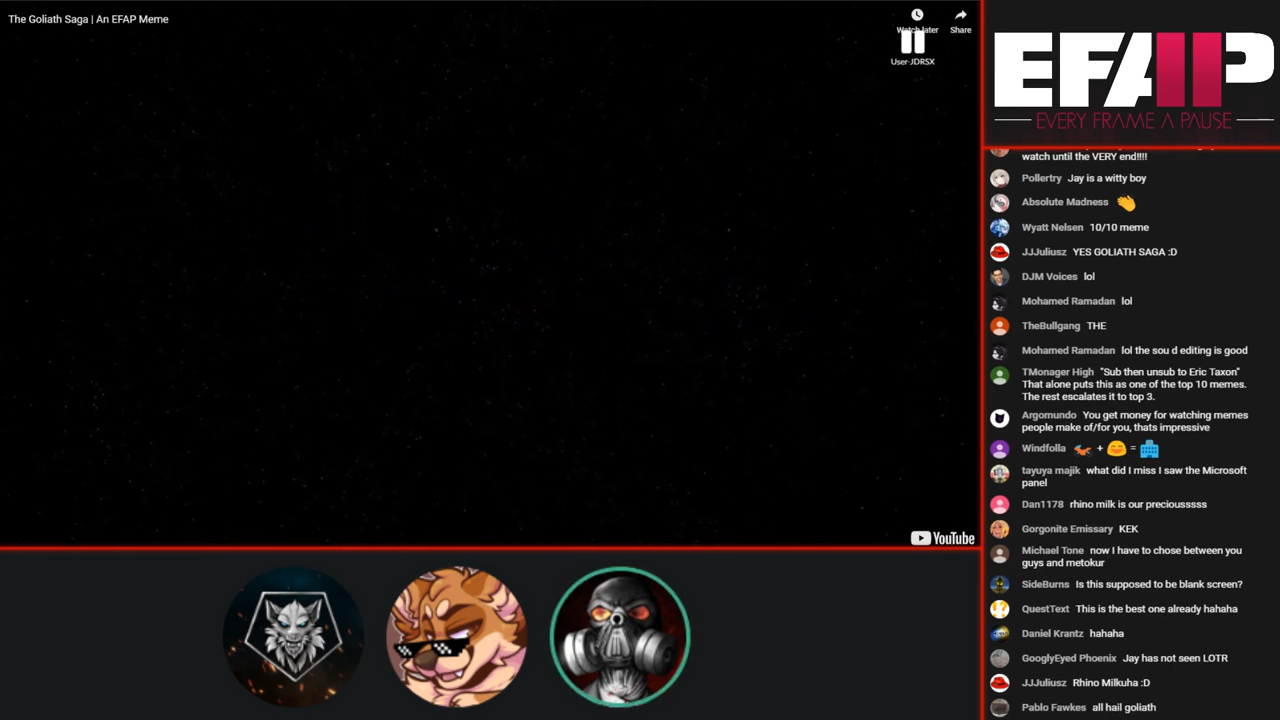 The Goliath Saga | An EFAP Meme
Watch later
Share
User-JDRSX
YouTube
EFAP
EVERY FRAME A PAUSE
watch until the VERY end!!!!
Pollertry Jay is a witty boy
Absolute Madness 👏
Wyatt Nelsen 10/10 meme
JJJuliusz YES GOLIATH SAGA :D
DJM Voices lol
Mohamed Ramadan lol
TheBullgang THE
Mohamed Ramadan lol the sou d editing is good
TMonager High "Sub then unsub to Eric Taxon"
That alone puts this as one of the top 10 memes.
The rest escalates it to top 3.
Argomundo You get money for watching memes
people make of/for you, thats impressive
Windfolla + =
tayuya majik what did I miss I saw the Microsoft
panel
Dan1178 rhino milk is our preciousssss
Gorgonite Emissary KEK
Michael Tone now I have to chose between you
guys and metokur
SideBurns Is this supposed to be blank screen?
QuestText This is the best one already hahaha
Daniel Krantz hahaha
GooglyEyed Phoenix Jay has not seen LOTR
JJJuliusz Rhino Milkuha :D
Pablo Fawkes all hail goliath